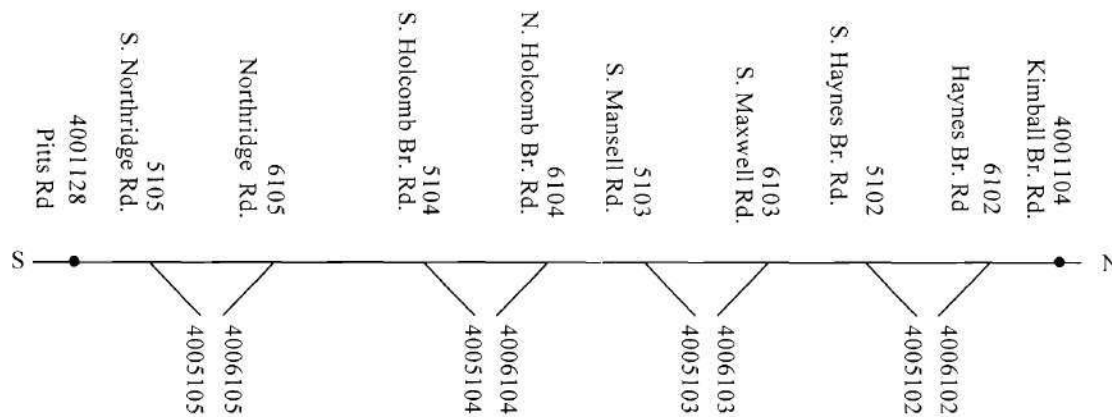 4001128
Pitts Rd
5105
S. Northridge Rd.
6105
Northridge Rd.
5104
S. Holcomb Br. Rd.
6104
N. Holcomb Br. Rd.
5103
S. Mansell Rd.
6103
S. Maxwell Rd.
5102
S. Haynes Br. Rd.
6102
Haynes Br. Rd
4001104
Kimball Br. Rd.
S
N
4005105
4006105
4005104
4006104
4005103
4006103
4005102
4006102